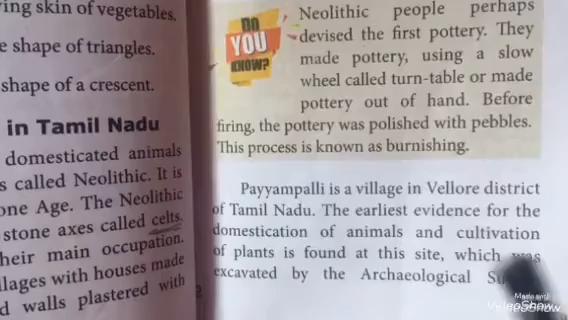 ing skin of vegetables.
e shape of triangles.
shape of a crescent.
in Tamil Nadu
domesticated animals
s called Neolithic. It is
one Age. The Neolithic
stone axes called celts.
heir main occupation.
llages with houses made
d walls plastered with
DO
YOU
KNOW?
Neolithic people perhaps
devised the first pottery. They
made pottery, using a slow
wheel called turn-table or made
pottery out of hand. Before
firing, the pottery was polished with pebbles.
This process is known as burnishing.
Payyampalli is a village in Vellore district
of Tamil Nadu. The earliest evidence for the
domestication of animals and cultivation
of plants is found at this site, which was
excavated by the Archaeological
Made with
VideoShow